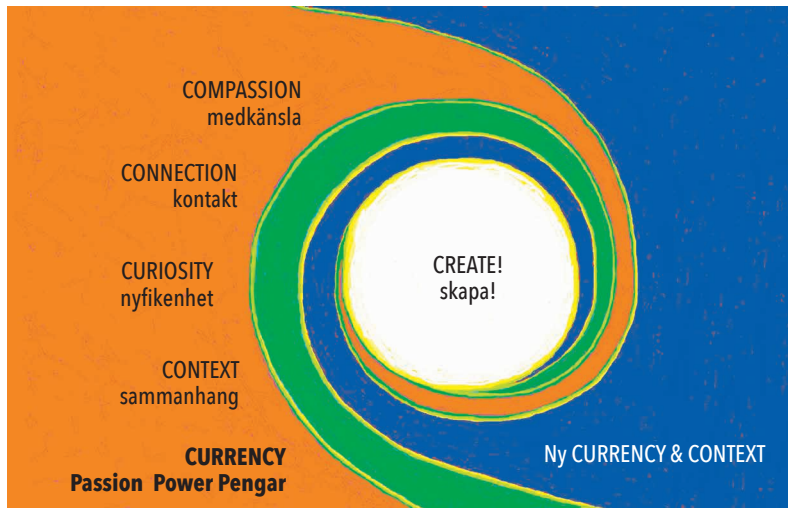 COMPASSION
medkänsla
CONNECTION
kontakt
CURIOSITY
nyfikenhet
CONTEXT
sammanhang
CURRENCY
Passion Power Pengar
CREATE!
skapa!
Ny CURRENCY & CONTEXT